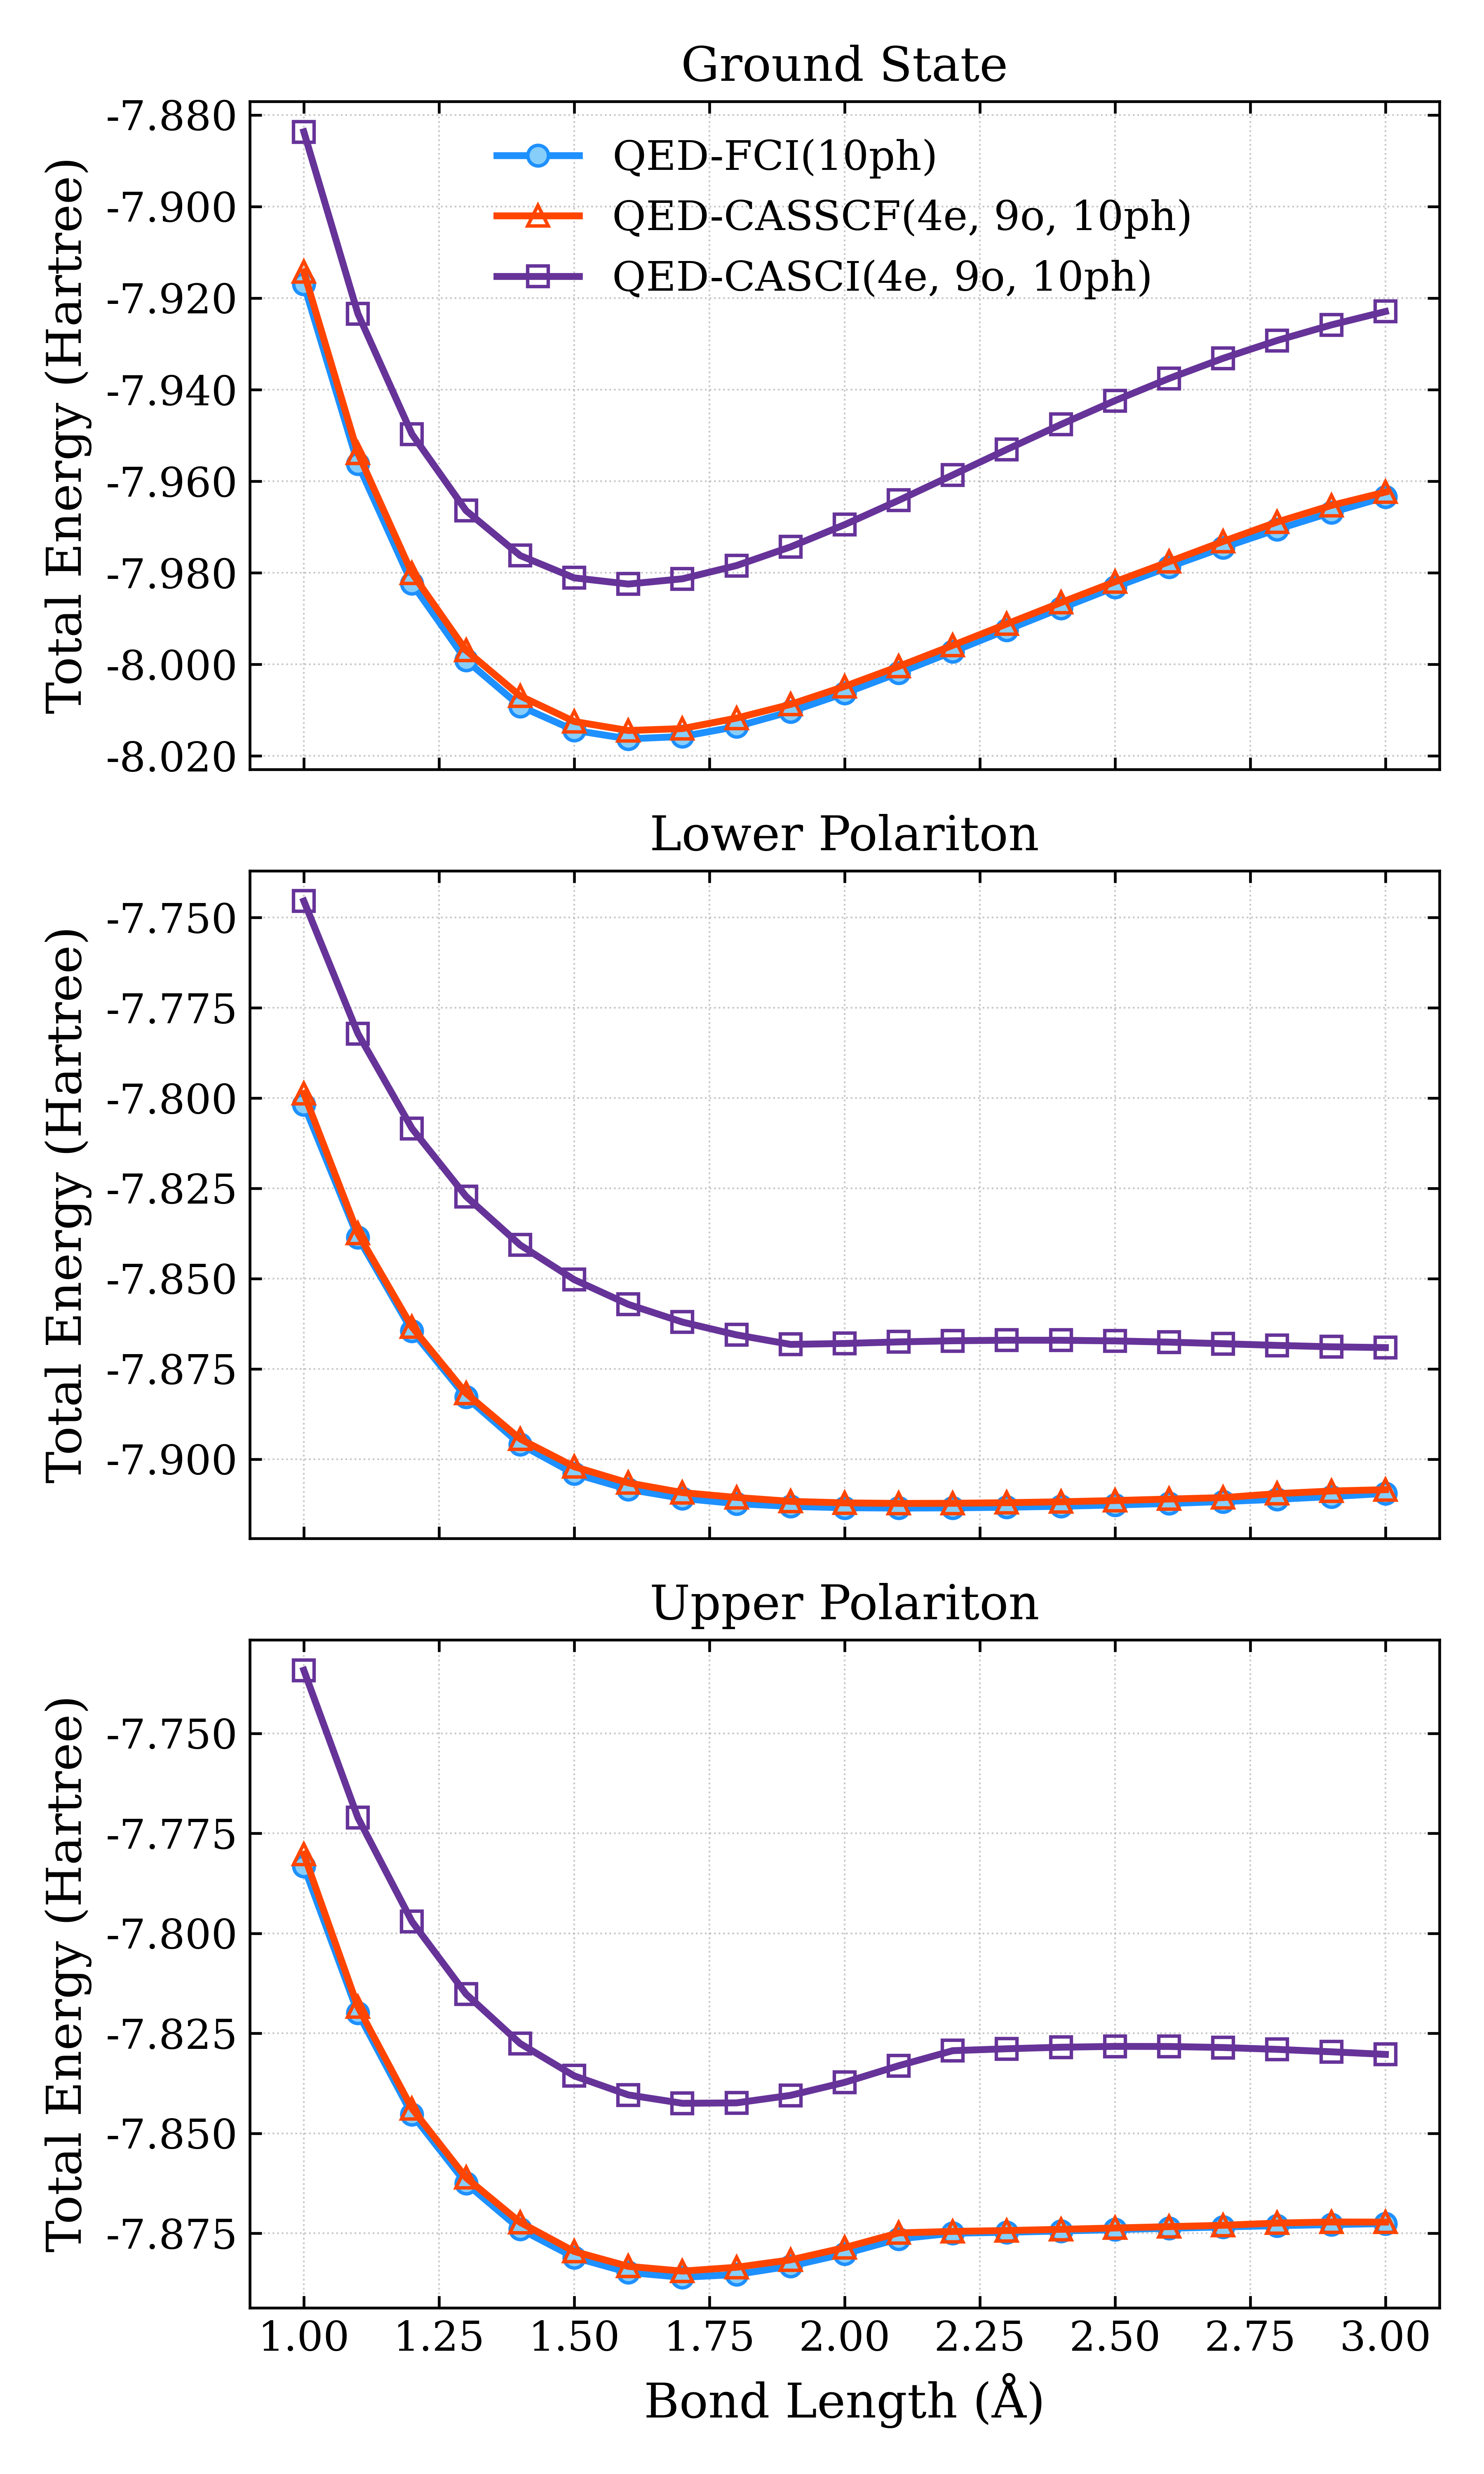 Ground State
Total Energy (Hartree)
-7.880
-7.900
-7.920
-7.940
-7.960
-7.980
-8.000
-8.020
QED-FCI(10ph)
QED-CASSCF(4e, 9o, 10ph)
QED-CASCI(4e, 9o, 10ph)
Lower Polariton
Total Energy (Hartree)
-7.750
-7.775
-7.800
-7.825
-7.850
-7.875
-7.900
Upper Polariton
Total Energy (Hartree)
-7.750
-7.775
-7.800
-7.825
-7.850
-7.875
1.00 1.25 1.50 1.75 2.00 2.25 2.50 2.75 3.00
Bond Length (Å)